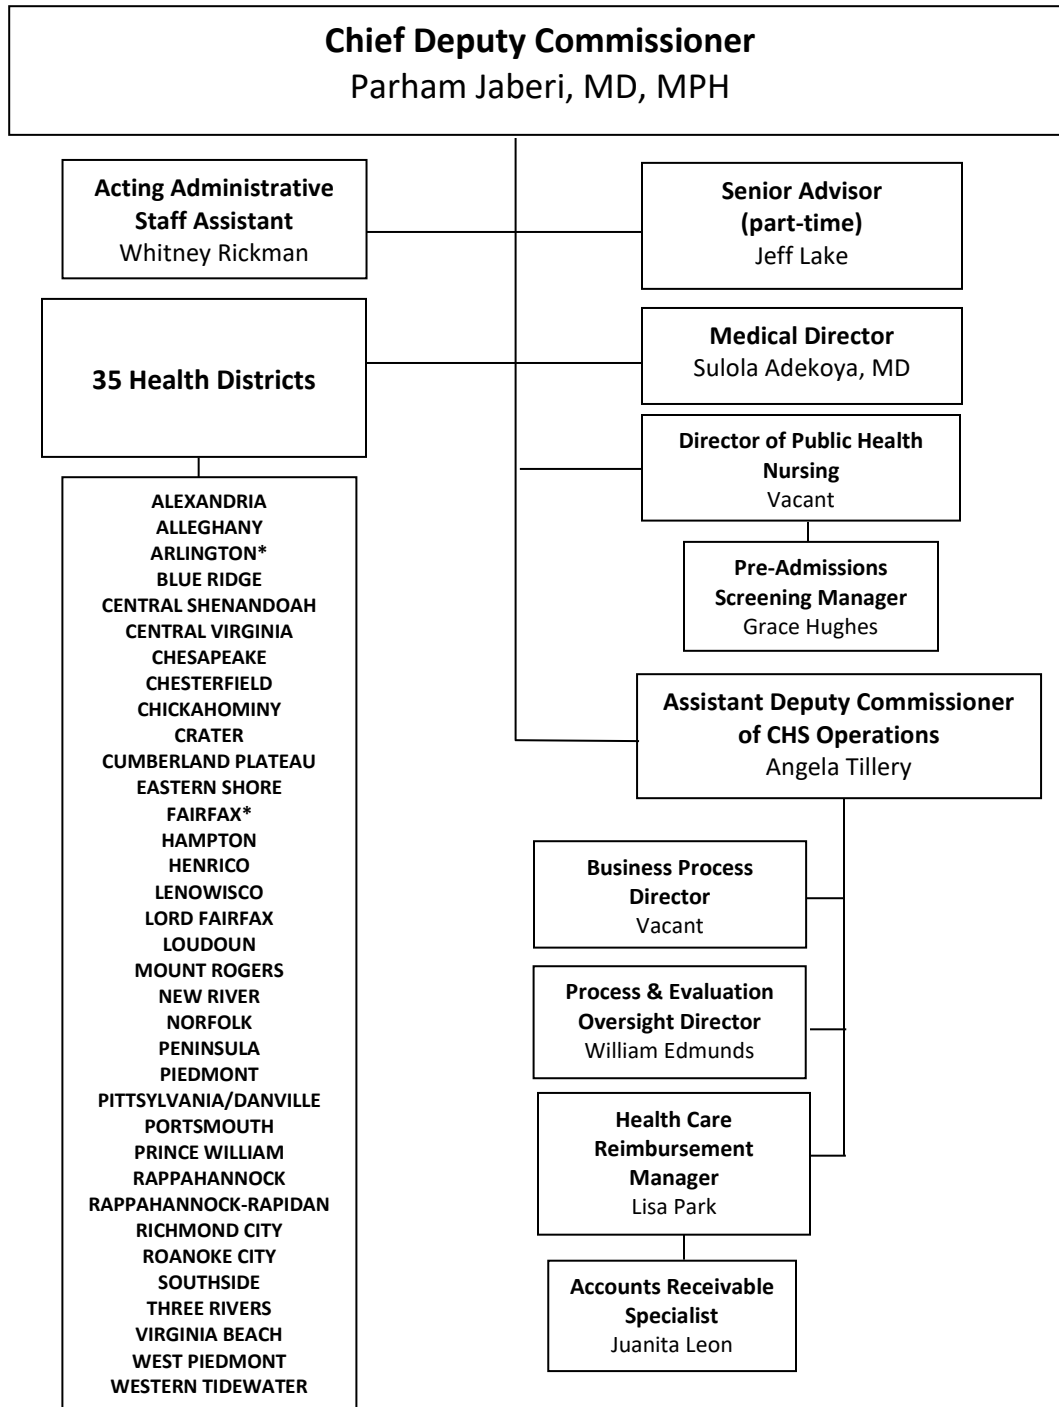 Chief Deputy Commissioner
Parham Jaberi, MD, MPH
Acting Administrative
Staff Assistant
Whitney Rickman
Senior Advisor
(part-time)
Jeff Lake
35 Health Districts
Medical Director
Sulola Adekoya, MD
Director of Public Health
Nursing
Vacant
Pre-Admissions
Screening Manager
Grace Hughes
ALEXANDRIA
ALLEGHANY
ARLINGTON*
BLUE RIDGE
CENTRAL SHENANDOAH
CENTRAL VIRGINIA
CHESAPEAKE
CHESTERFIELD
CHICKAHOMINY
CRATER
CUMBERLAND PLATEAU
EASTERN SHORE
FAIRFAX*
HAMPTON
HENRICO
LENOWISCO
LORD FAIRFAX
LOUDOUN
MOUNT ROGERS
NEW RIVER
NORFOLK
PENINSULA
PIEDMONT
PITTSYLVANIA/DANVILLE
PORTSMOUTH
PRINCE WILLIAM
RAPPAHANNOCK
RAPPAHANNOCK-RAPIDAN
RICHMOND CITY
ROANOKE CITY
SOUTHSIDE
THREE RIVERS
VIRGINIA BEACH
WEST PIEDMONT
WESTERN TIDEWATER
Assistant Deputy Commissioner
of CHS Operations
Angela Tillery
Business Process
Director
Vacant
Process & Evaluation
Oversight Director
William Edmunds
Health Care
Reimbursement
Manager
Lisa Park
Accounts Receivable
Specialist
Juanita Leon